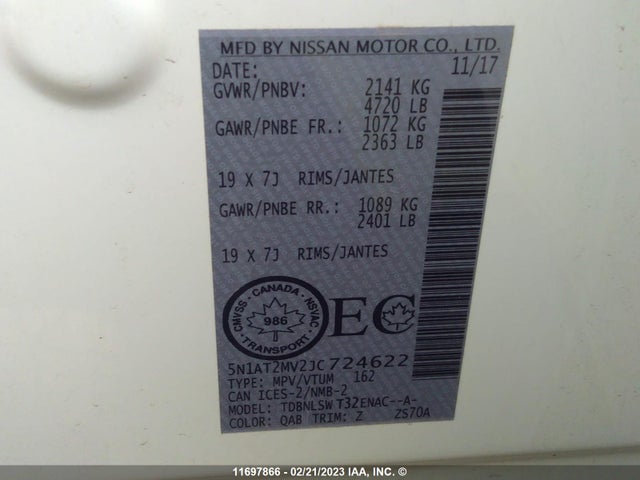 MFD BY NISSAN MOTOR CO., LTD.
DATE: 11/17
GVWR/PNBV: 2141 KG
4720 LB
GAWR/PNBE FR.: 1072 KG
2363 LB
19 X 7J RIMS/JANTES
GAWR/PNBE RR.: 1089 KG
2401 LB
19 X 7J RIMS/JANTES
CMVSS - CANADA - NSVAC
986
TRANSPORT
EC
5N1AT2MV2JC724622
TYPE: MPV/VTUM 162
CAN ICES-2/NMB-2
MODEL: TDBNLSW T32ENAC--A-
COLOR: QAB TRIM: Z ZS70A
11697866 - 02/21/2023 IAA, INC. ©